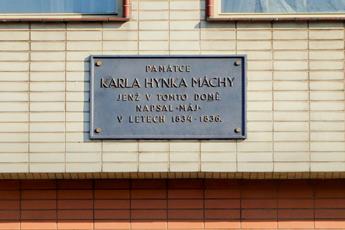 PAMÁTCE
KARLA HYNKA MÁCHY
JENŽ V TOMTO DOMĚ
NAPSAL „MÁJ“
V LETECH 1834-1836.